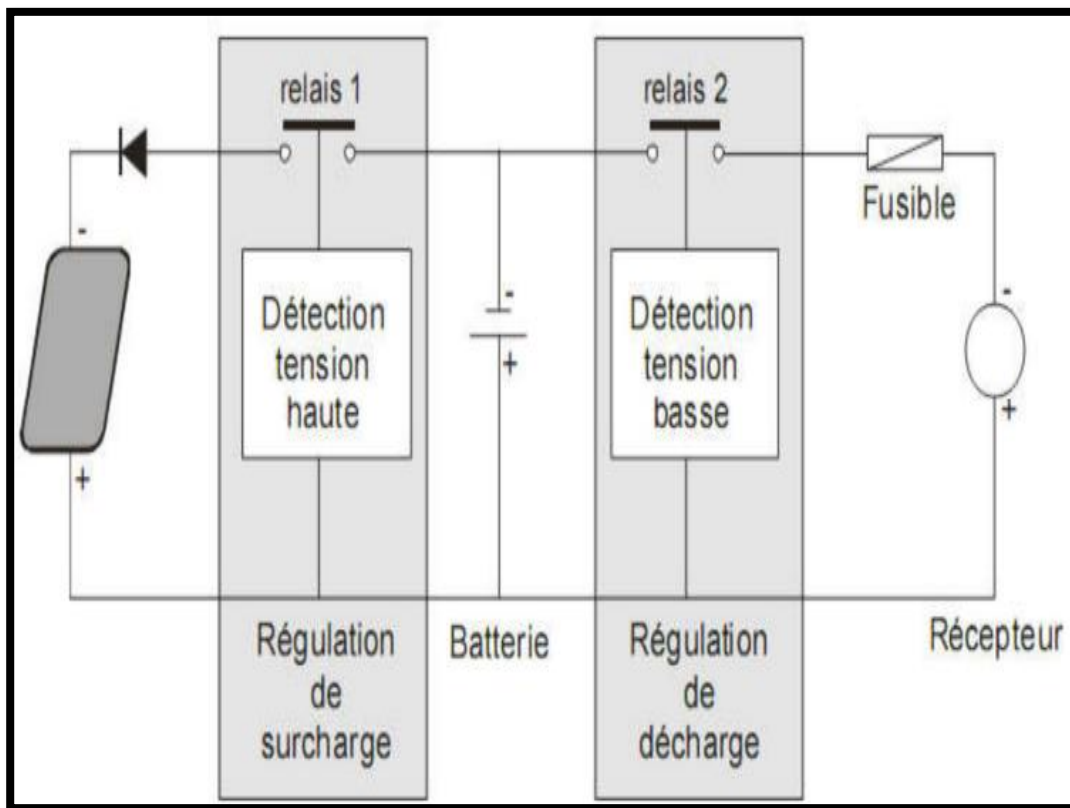 relais 1
relais 2
Fusible
-
+
Détection
tension
haute
-
+
Détection
tension
basse
-
+
Régulation
de
surcharge
Batterie
Régulation
de
décharge
Récepteur